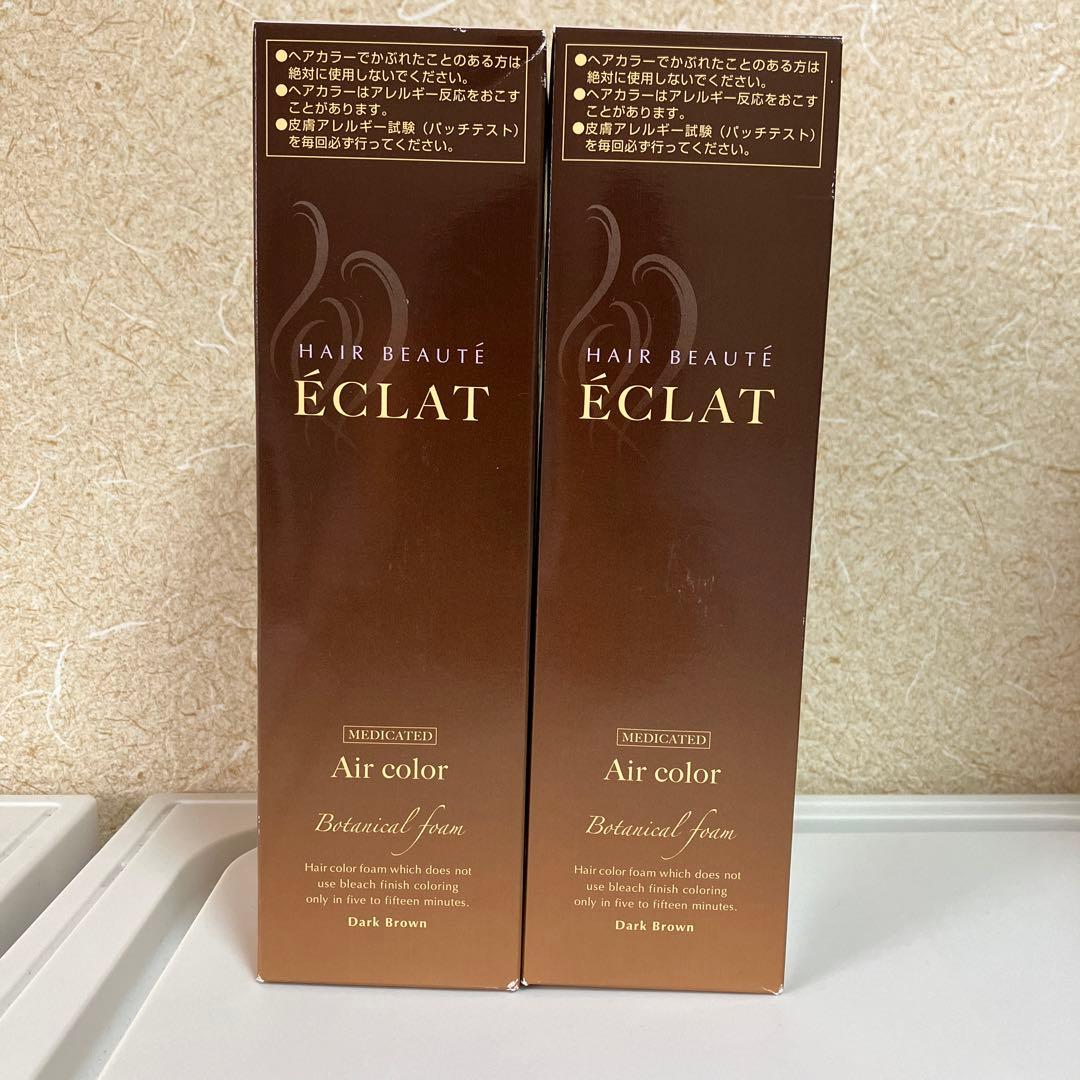 ●ヘアカラーでかぶれたことのある方は
絶対に使用しないでください。
●ヘアカラーはアレルギー反応をおこす
ことがあります。
●皮膚アレルギー試験（パッチテスト）
を毎回必ず行ってください。
HAIR BEAUTÉ
ÉCLAT
MEDICATED
Air color
Botanical foam
Hair color foam which does not
use bleach finish coloring
only in five to fifteen minutes.
Dark Brown
●ヘアカラーでかぶれたことのある方は
絶対に使用しないでください。
●ヘアカラーはアレルギー反応をおこす
ことがあります。
●皮膚アレルギー試験（パッチテスト）
を毎回必ず行ってください。
HAIR BEAUTÉ
ÉCLAT
MEDICATED
Air color
Botanical foam
Hair color foam which does not
use bleach finish coloring
only in five to fifteen minutes.
Dark Brown